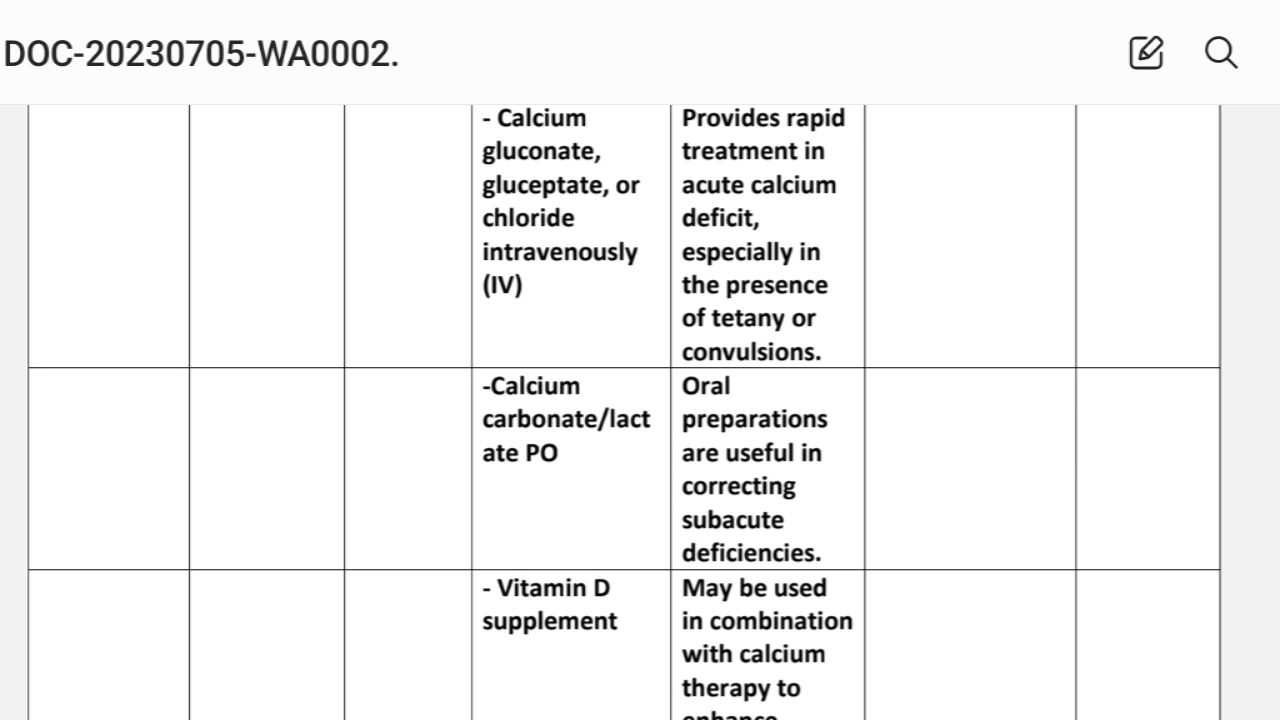 DOC-20230705-WA0002.
- Calcium
gluconate,
gluceptate, or
chloride
intravenously
(IV)
Provides rapid
treatment in
acute calcium
deficit,
especially in
the presence
of tetany or
convulsions.
-Calcium
carbonate/lact
ate PO
Oral
preparations
are useful in
correcting
subacute
deficiencies.
- Vitamin D
supplement
May be used
in combination
with calcium
therapy to